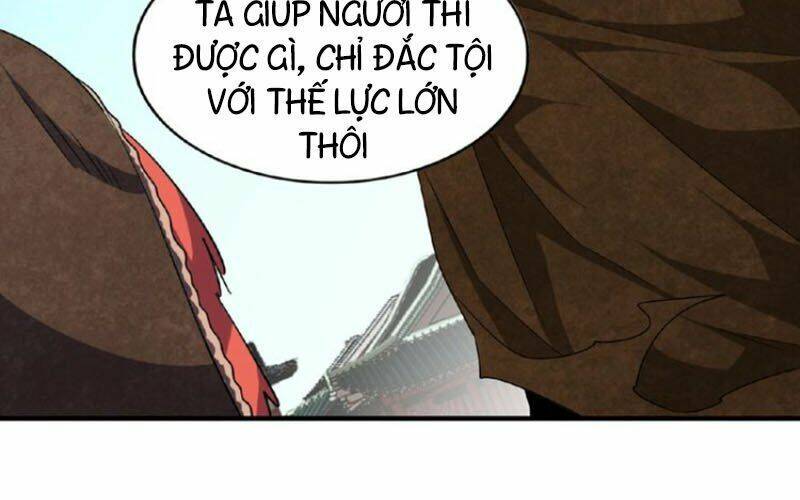 TA GIÚP NGƯƠI THÌ
ĐƯỢC GÌ, CHỈ ĐẮC TỘI
VỚI THẾ LỰC LỚN
THÔI